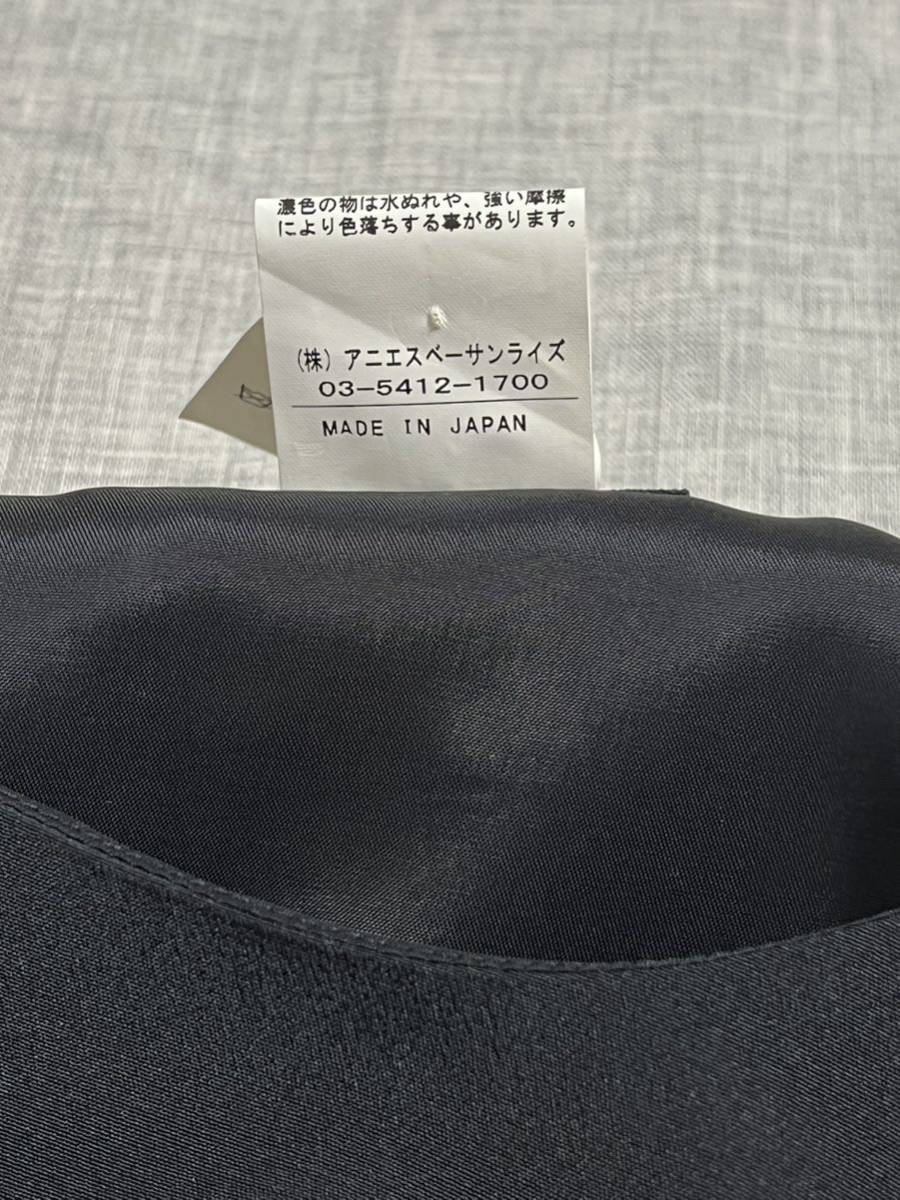 濃色の物は水ぬれや、強い摩擦
により色落ちする事があります。
(株) アニエスベーサンライズ
03-5412-1700
MADE IN JAPAN